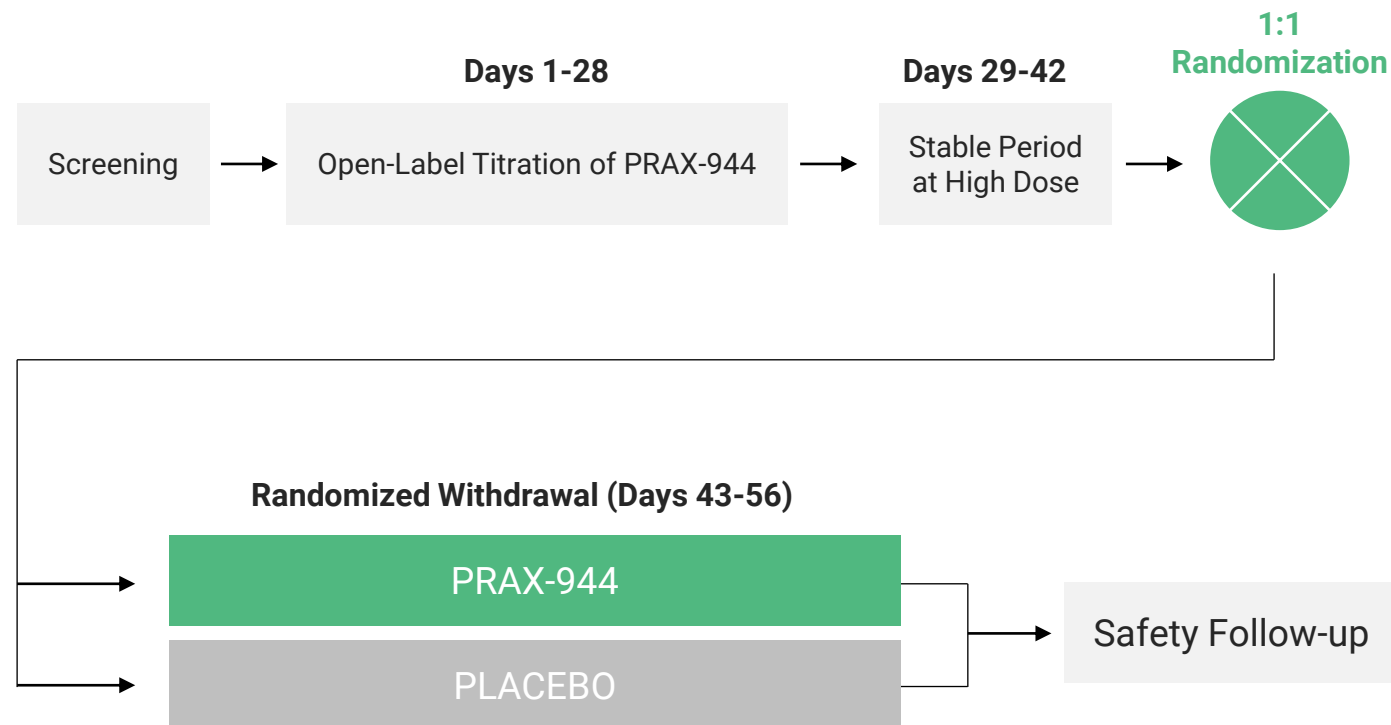 1:1
Randomization
Days 1-28
Days 29-42
Screening
Open-Label Titration of PRAX-944
Stable Period
at High Dose
Randomized Withdrawal (Days 43-56)
PRAX-944
PLACEBO
Safety Follow-up